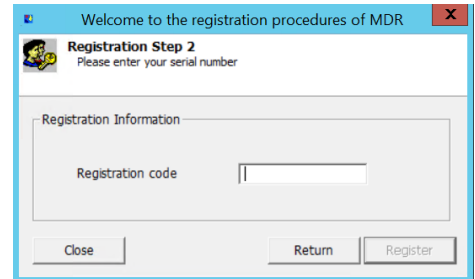 Welcome to the registration procedures of MDR
X
Registration Step 2
Please enter your serial number
Registration Information
Registration code
Close
Return
Register